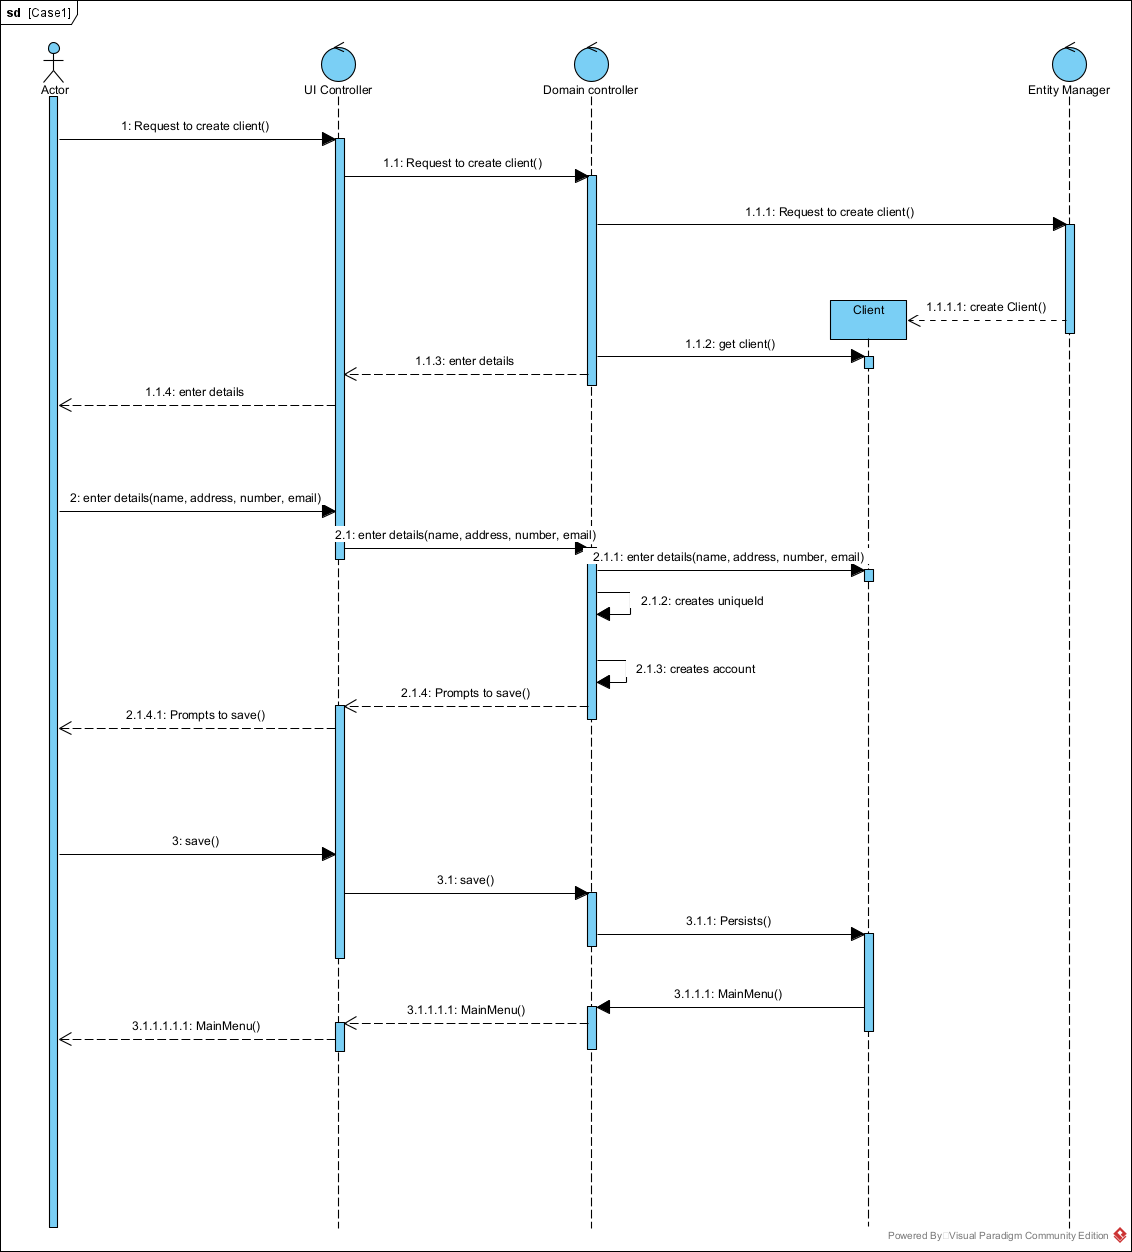 sd [Case1]
Actor
UI Controller
Domain controller
Entity Manager
1: Request to create client()
1.1: Request to create client()
1.1.1: Request to create client()
Client
1.1.1.1: create Client()
1.1.2: get client()
1.1.3: enter details
1.1.4: enter details
2: enter details(name, address, number, email)
2.1: enter details(name, address, number, email)
2.1.1: enter details(name, address, number, email)
2.1.2: creates uniqueId
2.1.3: creates account
2.1.4: Prompts to save()
2.1.4.1: Prompts to save()
3: save()
3.1: save()
3.1.1: Persists()
3.1.1.1: MainMenu()
3.1.1.1.1: MainMenu()
3.1.1.1.1.1: MainMenu()
Powered By Visual Paradigm Community Edition